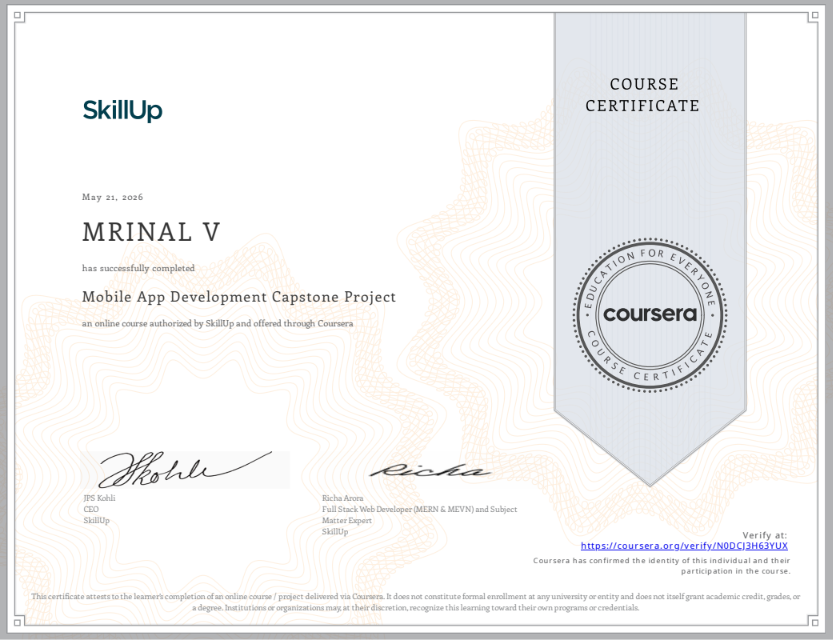 COURSE
CERTIFICATE
SkillUp
May 21, 2026
MRINAL V
has successfully completed
Mobile App Development Capstone Project
an online course authorized by SkillUp and offered through Coursera
EDUCATION FOR EVERYONE
coursera
COURSE CERTIFICATE
JPS Kohli
CEO
SkillUp
Richa
Richa Arora
Full Stack Web Developer (MERN & MEVN) and Subject
Matter Expert
SkillUp
Verify at:
https://coursera.org/verify/N0DCJ3H63YUX
Coursera has confirmed the identity of this individual and their
participation in the course.
This certificate attests to the learner's completion of an online course / project delivered via Coursera. It does not constitute formal enrollment at any university or entity and does not itself grant academic credit, grades, or
a degree. Institutions or organizations may, at their discretion, recognize this learning toward their own programs or credentials.